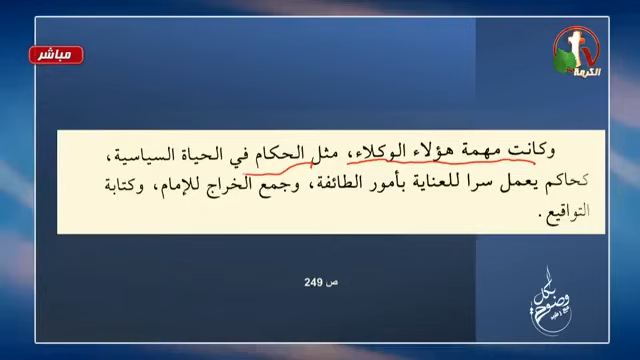 مباشر
tv
الكرمة
وكانت مهمة هؤلاء الوكلاء، مثل الحكام في الحياة السياسية،
كحاكم يعمل سرا للعناية بأمور الطائفة، وجمع الخراج للإمام، وكتابة
التواقيع.
ص 249
بكل
وضوح